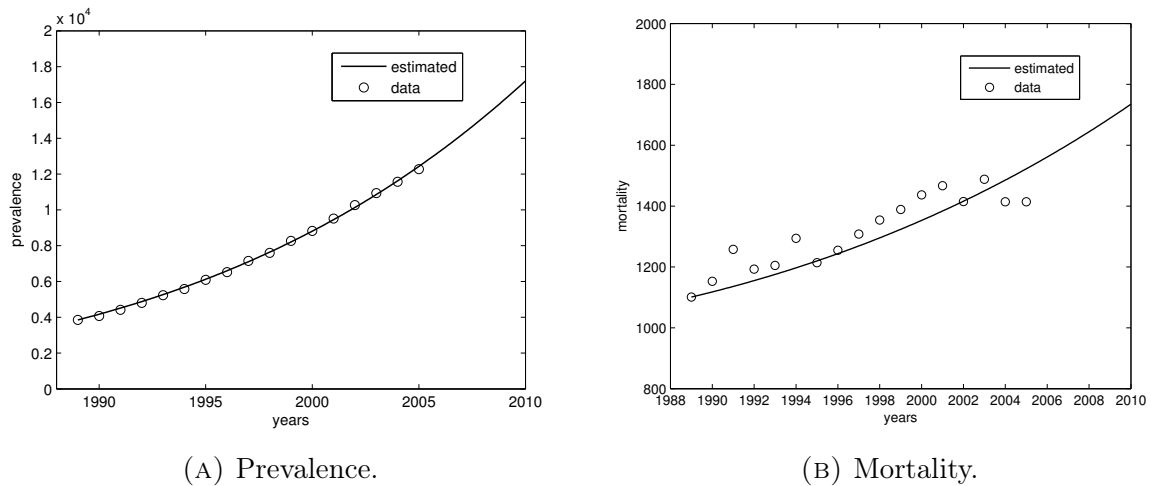 x 10⁴
2
1.8
1.6
1.4
1.2
1
0.8
0.6
0.4
0.2
0
prevalence
estimated
data
1990 1995 2000 2005 2010
years
(A) Prevalence.
2000
1800
1600
1400
1200
1000
800
mortality
estimated
data
1988 1990 1992 1994 1996 1998 2000 2002 2004 2006 2008 2010
years
(B) Mortality.